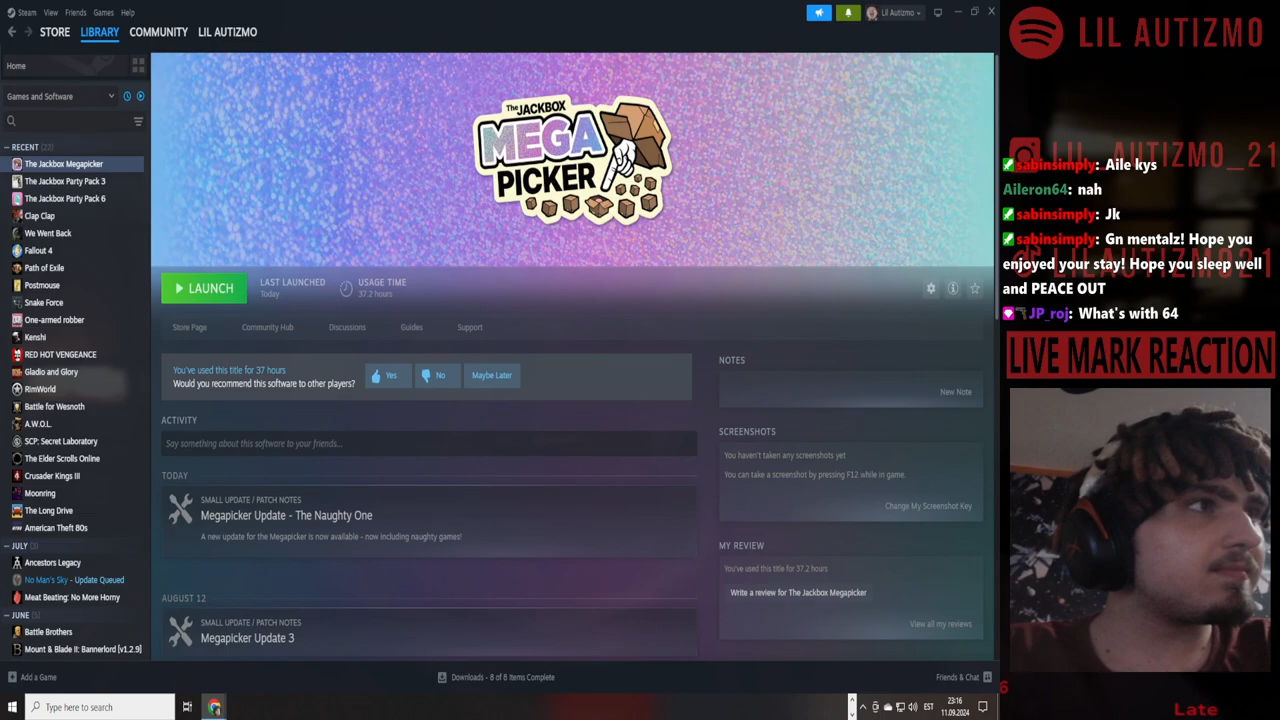 Steam View Friends Games Help
Lil Autizmo
STORE LIBRARY COMMUNITY LIL AUTIZMO
Home
Games and Software
RECENT (22)
The Jackbox Megapicker
The Jackbox Party Pack 3
The Jackbox Party Pack 6
Clap Clap
We Went Back
Fallout 4
Path of Exile
Postmouse
Snake Force
One-armed robber
Kenshi
RED HOT VENGEANCE
Gladio and Glory
RimWorld
Battle for Wesnoth
A.W.O.L.
SCP: Secret Laboratory
The Elder Scrolls Online
Crusader Kings III
Moonring
The Long Drive
American Theft 80s
JULY (3)
Ancestors Legacy
No Man's Sky - Update Queued
Meat Beating: No More Horny
JUNE (5)
Battle Brothers
Mount & Blade II: Bannerlord [v1.2.9]
Add a Game
The JACKBOX
MEGA
PICKER
LAUNCH
LAST LAUNCHED
Today
USAGE TIME
37.2 hours
Store Page Community Hub Discussions Guides Support
You've used this title for 37 hours
Would you recommend this software to other players?
Yes No Maybe Later
ACTIVITY
Say something about this software to your friends...
TODAY
SMALL UPDATE / PATCH NOTES
Megapicker Update - The Naughty One
A new update for the Megapicker is now available - now including naughty games!
AUGUST 12
SMALL UPDATE / PATCH NOTES
Megapicker Update 3
NOTES
New Note
SCREENSHOTS
You haven't taken any screenshots yet
You can take a screenshot by pressing F12 while in game.
Change My Screenshot Key
MY REVIEW
You've used this title for 37.2 hours
Write a review for The Jackbox Megapicker
View all my reviews
Downloads - 8 of 8 Items Complete
Friends & Chat
Type here to search
EST
23:16
11.09.2024
LIL AUTIZMO
LIL_AUTIZMO__21
LILAUTIZMO21
sabinsimply: Aile kys
Aileron64: nah
sabinsimply: Jk
sabinsimply: Gn mentalz! Hope you
enjoyed your stay! Hope you sleep well
and PEACE OUT
JP_roj: What's with 64
LIVE MARK REACTION
6
Late